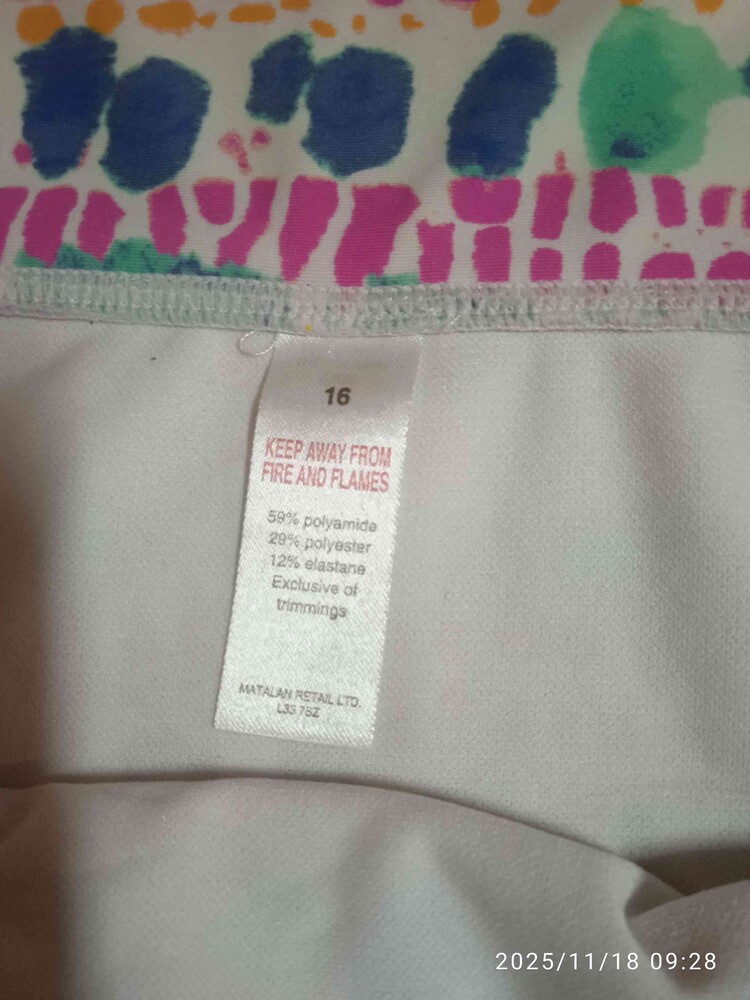 16
KEEP AWAY FROM
FIRE AND FLAMES
59% polyamide
29% polyester
12% elastane
Exclusive of
trimmings
MATALAN RETAIL LTD.
L33 7SZ
2025/11/18 09:28